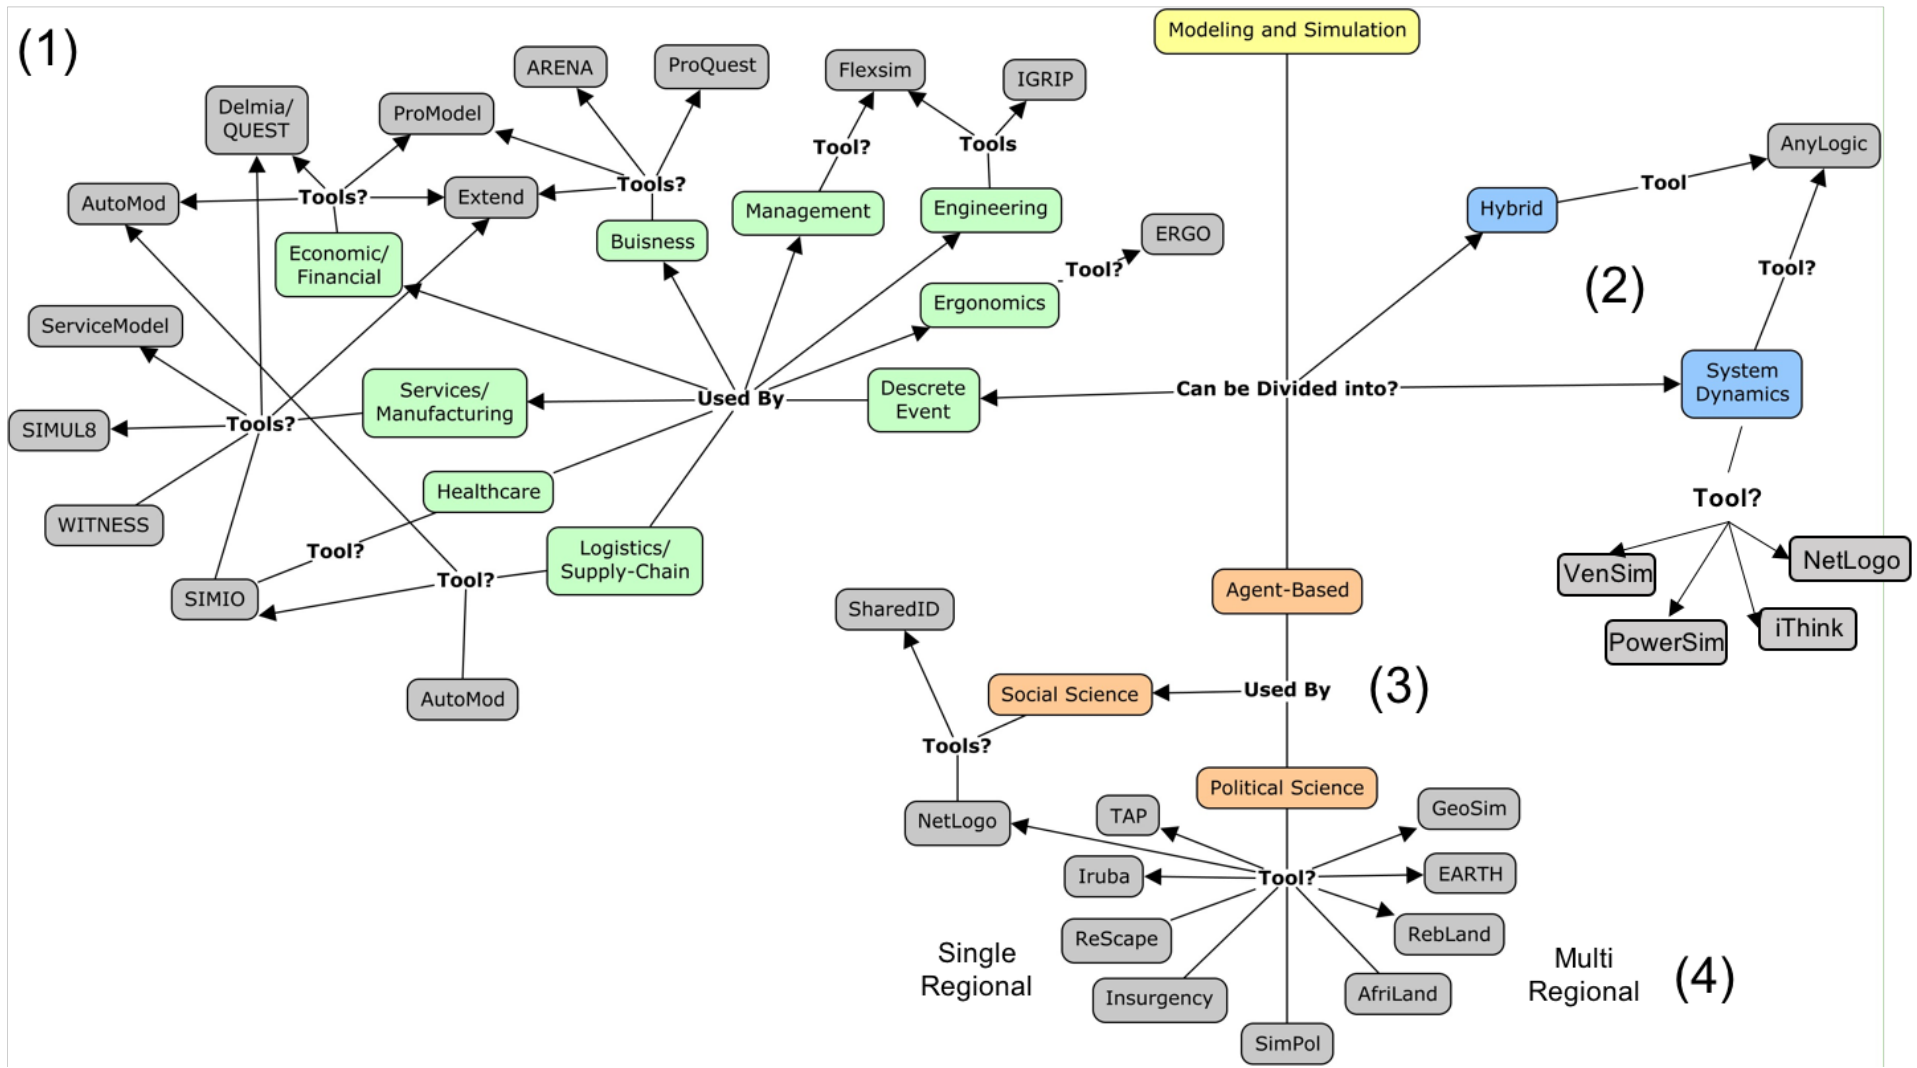 (1)
Modeling and Simulation
ARENA
ProQuest
Flexsim
IGRIP
Delmia/
QUEST
ProModel
Tool?
Tools
AnyLogic
AutoMod
Tools?
Extend
Tools?
Management
Engineering
Hybrid
Tool
Economic/
Financial
Buisness
ERGO
Tool?
Tool?
(2)
Ergonomics
ServiceModel
Services/
Manufacturing
Used By
Descrete
Event
Can be Divided into?
System
Dynamics
SIMUL8
Tools?
WITNESS
Healthcare
Tool?
Tool?
Logistics/
Supply-Chain
Tool?
SIMIO
AutoMod
VenSim
NetLogo
PowerSim
iThink
Agent-Based
SharedID
Social Science
Used By
(3)
Tools?
Political Science
NetLogo
TAP
GeoSim
Iruba
Tool?
EARTH
ReScape
RebLand
Single
Regional
Insurgency
AfriLand
Multi
Regional
(4)
SimPol